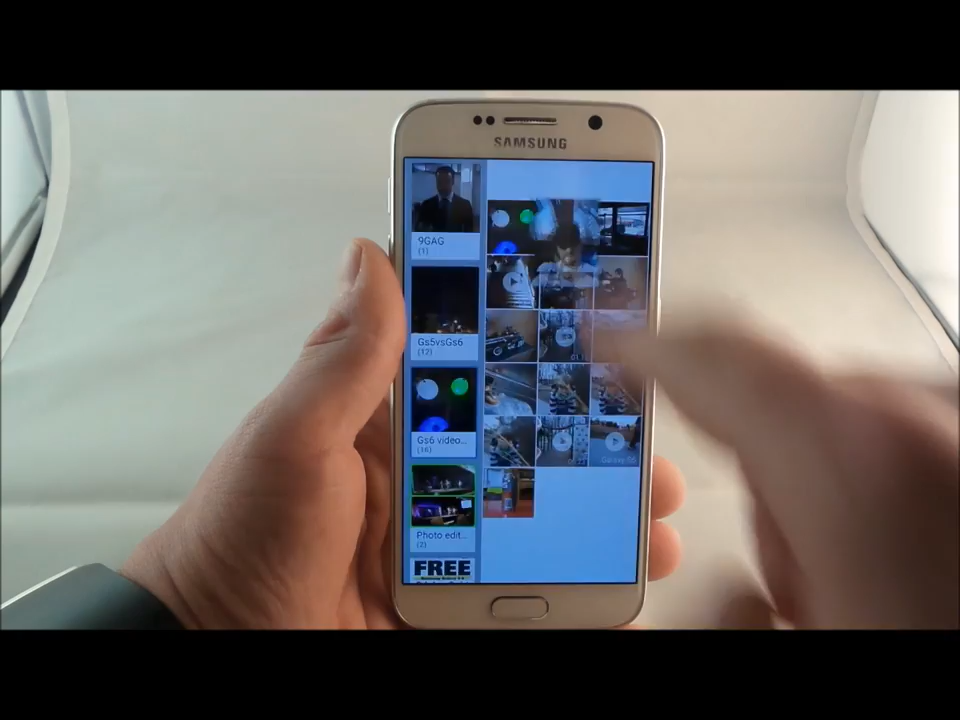 SAMSUNG
9GAG
(1)
Gs5vsGs6
(12)
Gs6 video...
(16)
Photo edit...
(2)
FREE